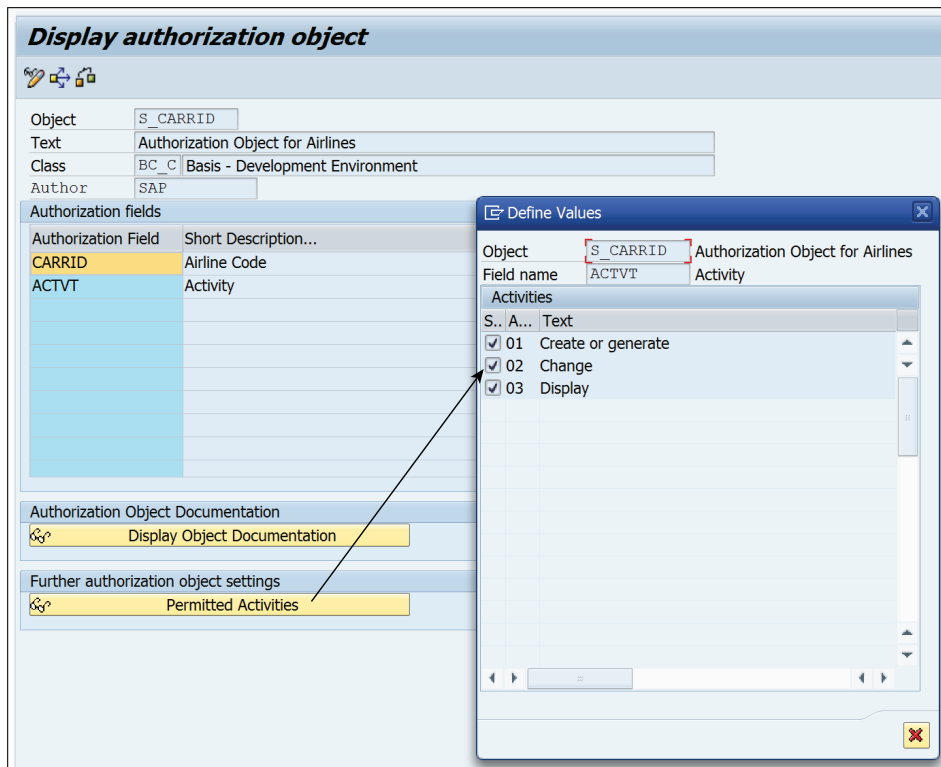 Display authorization object
Object S_CARRID
Text Authorization Object for Airlines
Class BC_C Basis - Development Environment
Author SAP
Authorization fields
Authorization Field Short Description...
CARRID Airline Code
ACTVT Activity
Authorization Object Documentation
Display Object Documentation
Further authorization object settings
Permitted Activities
Define Values
Object S_CARRID Authorization Object for Airlines
Field name ACTVT Activity
Activities
S.. A... Text
01 Create or generate
02 Change
03 Display